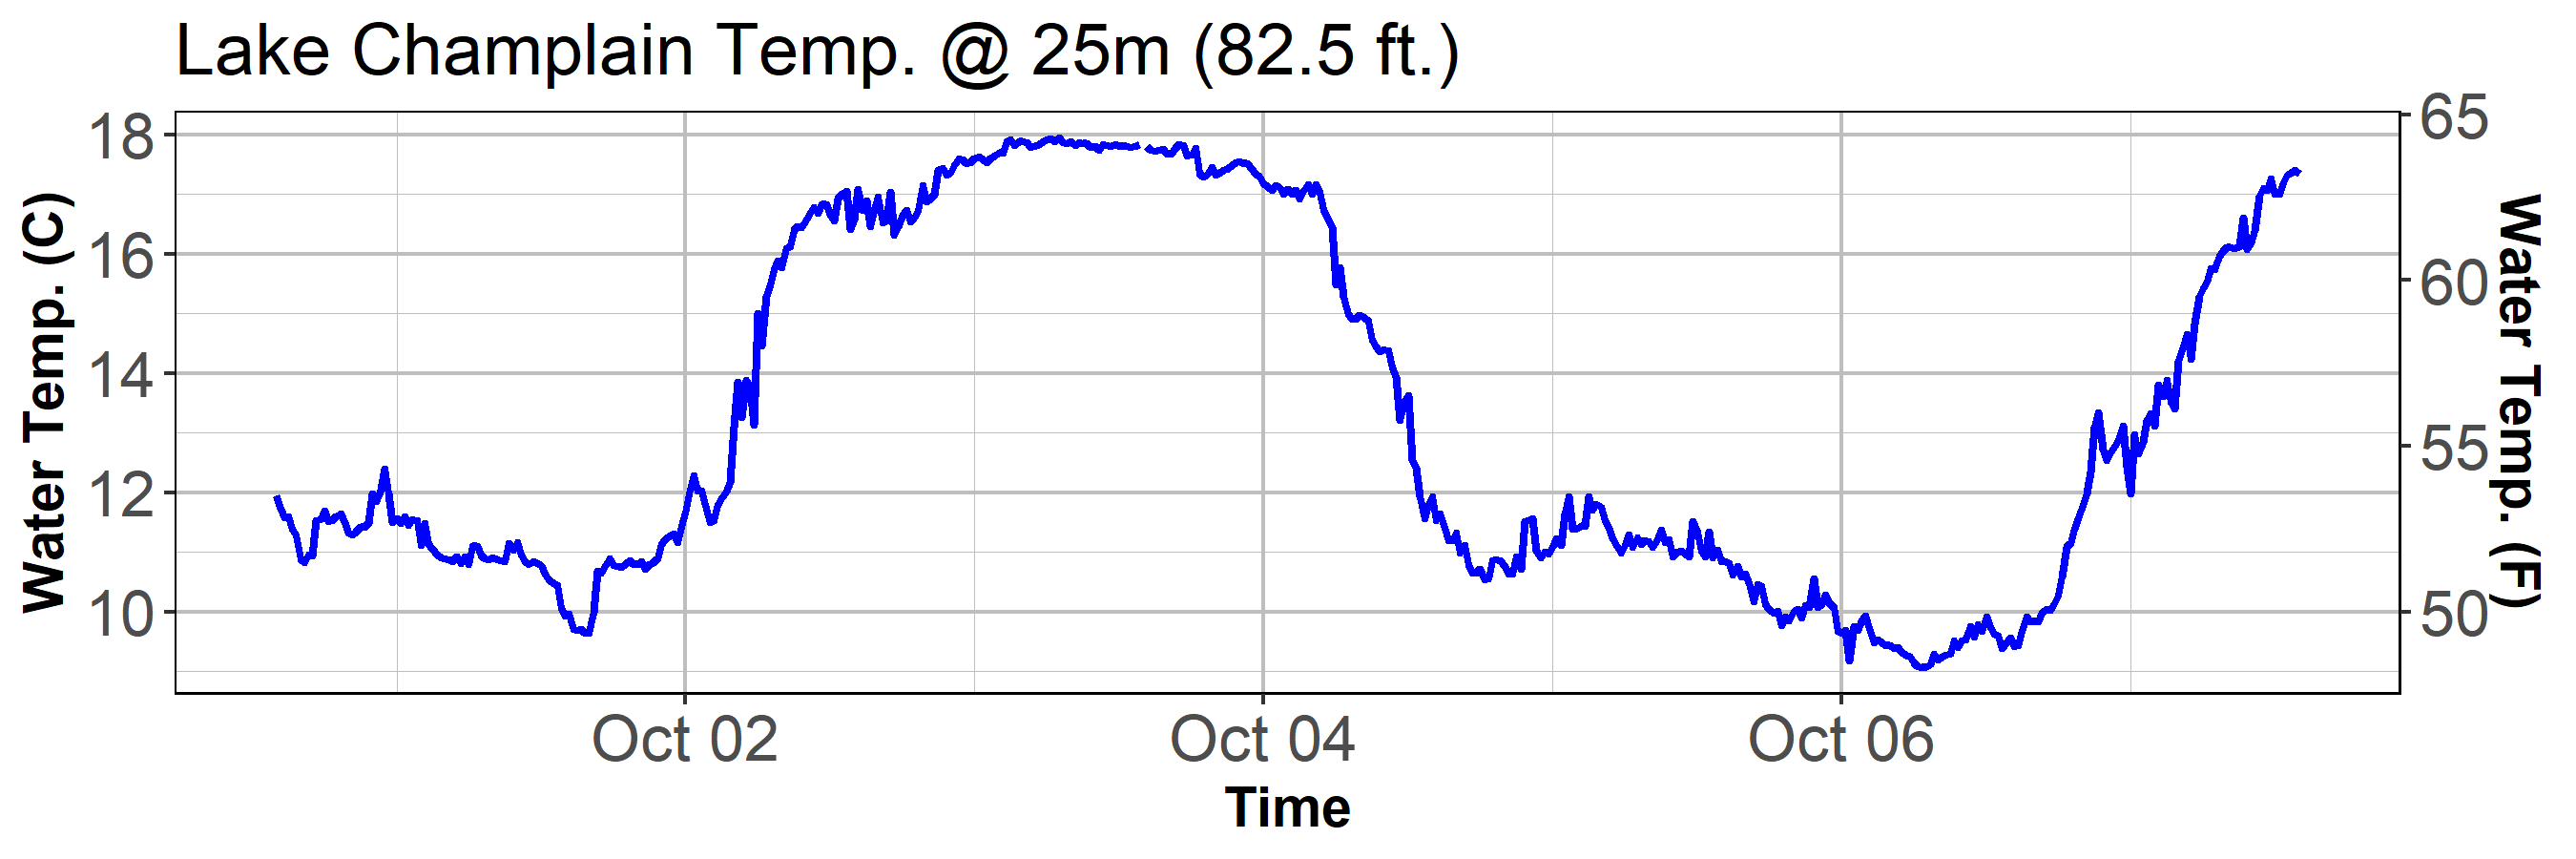 Lake Champlain Temp. @ 25m (82.5 ft.)
Water Temp. (C)
18
16
14
12
10
65
60
55
50
Water Temp. (F)
Oct 02
Oct 04
Oct 06
Time